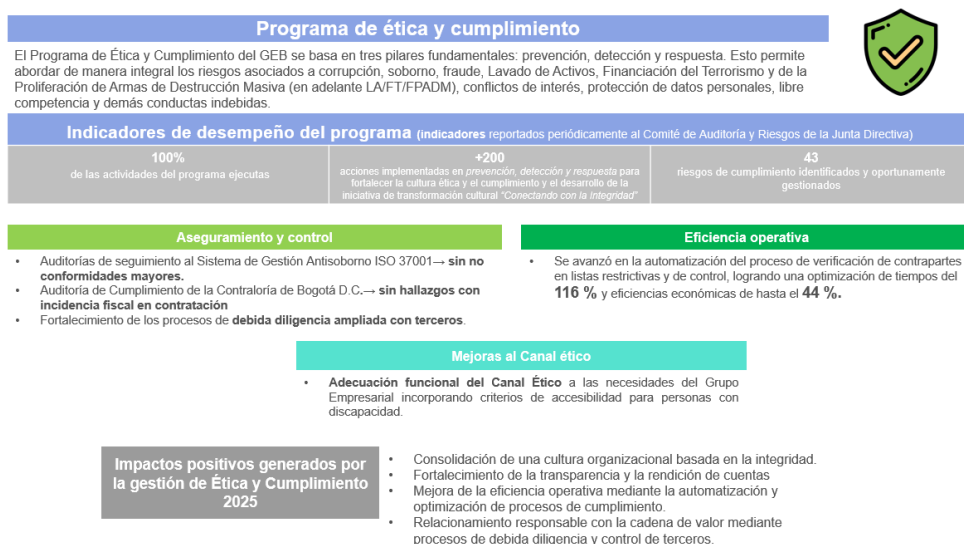 Programa de ética y cumplimiento
El Programa de Ética y Cumplimiento del GEB se basa en tres pilares fundamentales: prevención, detección y respuesta. Esto permite
abordar de manera integral los riesgos asociados a corrupción, soborno, fraude, Lavado de Activos, Financiación del Terrorismo y de la
Proliferación de Armas de Destrucción Masiva (en adelante LA/FT/FPADM), conflictos de interés, protección de datos personales, libre
competencia y demás conductas indebidas.
Indicadores de desempeño del programa (indicadores reportados periódicamente al Comité de Auditoría y Riesgos de la Junta Directiva)
100%
de las actividades del programa ejecutas
+200
acciones implementadas en prevención, detección y respuesta para
fortalecer la cultura ética y el cumplimiento y el desarrollo de la
iniciativa de transformación cultural "Conectando con la Integridad"
43
riesgos de cumplimiento identificados y oportunamente
gestionados
Aseguramiento y control
• Auditorías de seguimiento al Sistema de Gestión Antisoborno ISO 37001→ sin no
conformidades mayores.
• Auditoría de Cumplimiento de la Contraloría de Bogotá D.C.→ sin hallazgos con
incidencia fiscal en contratación
• Fortalecimiento de los procesos de debida diligencia ampliada con terceros.
Eficiencia operativa
• Se avanzó en la automatización del proceso de verificación de contrapartes
en listas restrictivas y de control, logrando una optimización de tiempos del
116 % y eficiencias económicas de hasta el 44 %.
Mejoras al Canal ético
• Adecuación funcional del Canal Ético a las necesidades del Grupo
Empresarial incorporando criterios de accesibilidad para personas con
discapacidad.
Impactos positivos generados por
la gestión de Ética y Cumplimiento
2025
• Consolidación de una cultura organizacional basada en la integridad.
• Fortalecimiento de la transparencia y la rendición de cuentas
• Mejora de la eficiencia operativa mediante la automatización y
optimización de procesos de cumplimiento.
• Relacionamiento responsable con la cadena de valor mediante
procesos de debida diligencia y control de terceros.